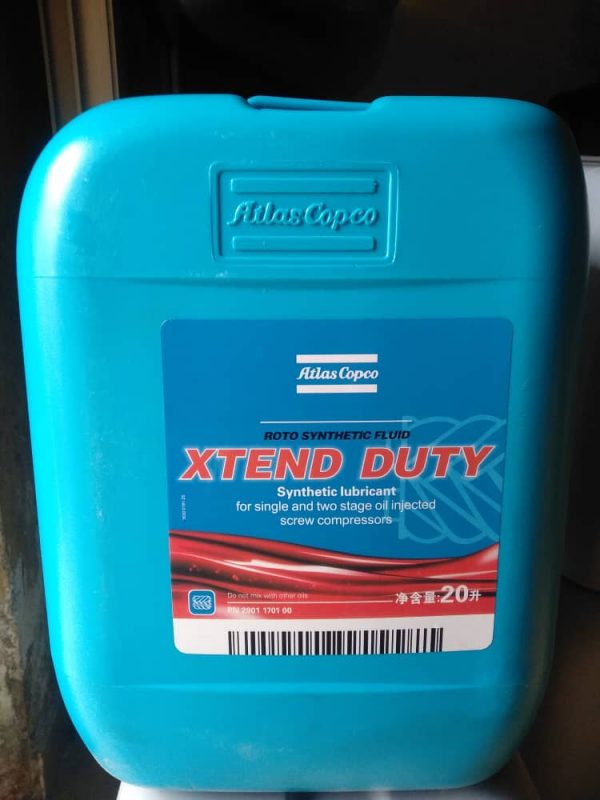 Atlas Copco
Atlas Copco
ROTO SYNTHETIC FLUID
XTEND DUTY
Synthetic lubricant
for single and two stage oil injected
screw compressors
Do not mix with other oils
净含量:20升
PN 2901 1701 00